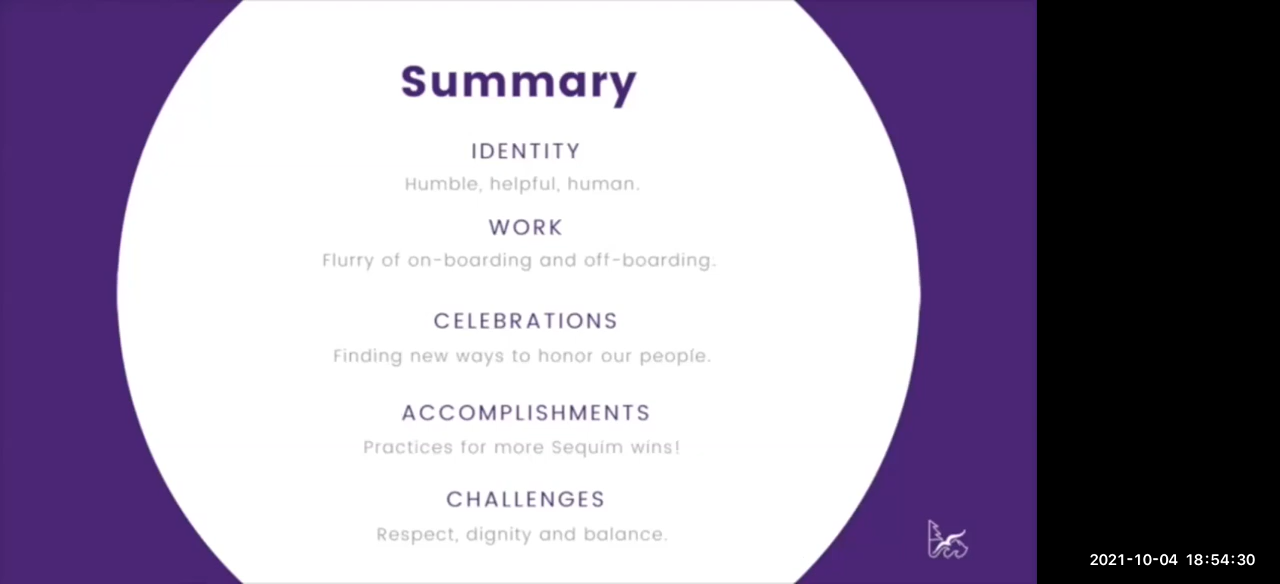 Summary
IDENTITY
Humble, helpful, human.
WORK
Flurry of on-boarding and off-boarding.
CELEBRATIONS
Finding new ways to honor our people.
ACCOMPLISHMENTS
Practices for more Sequim wins!
CHALLENGES
Respect, dignity and balance.
2021-10-04 18:54:30